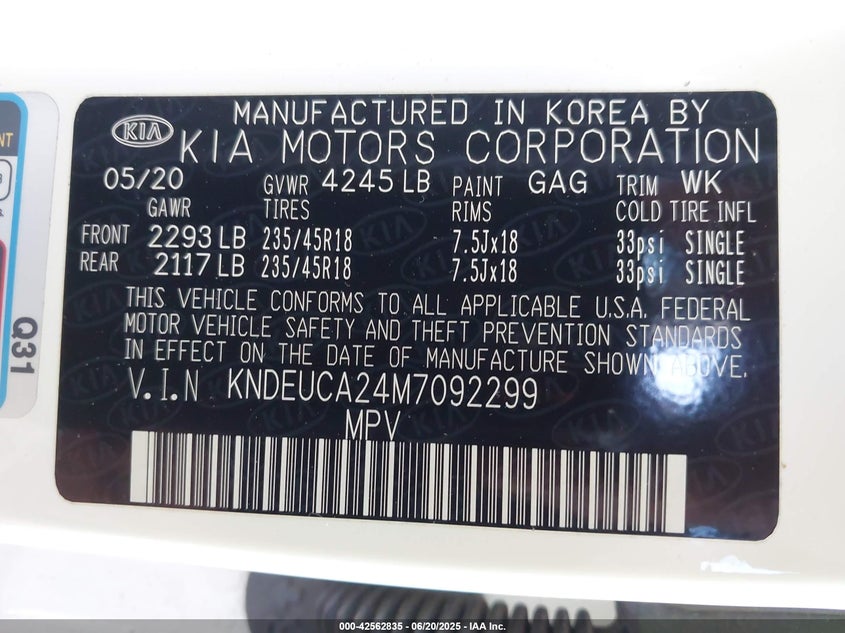 MANUFACTURED IN KOREA BY
KIA KIA MOTORS CORPORATION
05/20 GVWR 4245 LB PAINT GAG TRIM WK
GAWR TIRES RIMS COLD TIRE INFL
FRONT 2293 LB 235/45R18 7.5Jx18 33psi SINGLE
REAR 2117 LB 235/45R18 7.5Jx18 33psi SINGLE
THIS VEHICLE CONFORMS TO ALL APPLICABLE U.S.A. FEDERAL
MOTOR VEHICLE SAFETY AND THEFT PREVENTION STANDARDS
IN EFFECT ON THE DATE OF MANUFACTURE SHOWN ABOVE.
V.I.N KNDEUCA24M7092299
MPV
Q31
000-42562835 - 06/20/2025 - IAA Inc.